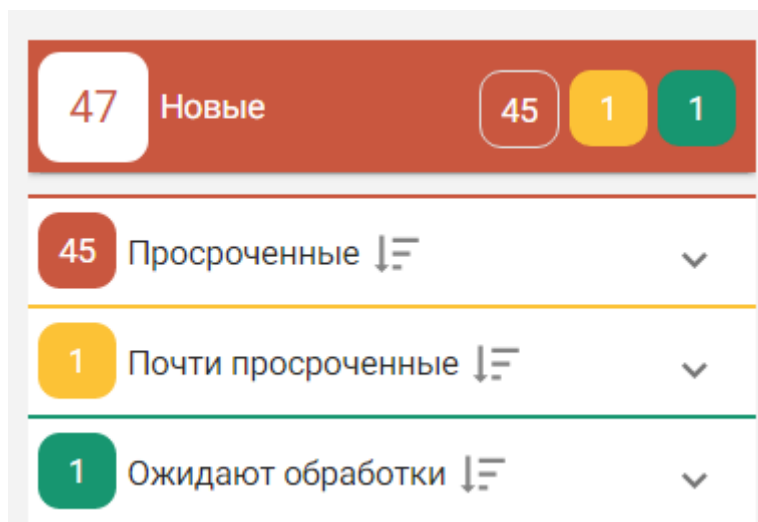 47 Новые 45 1 1
45 Просроченные
1 Почти просроченные
1 Ожидают обработки